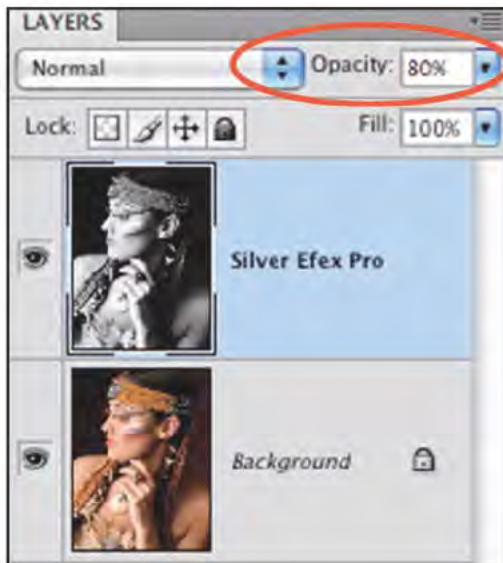 LAYERS
Normal Opacity: 80%
Lock: Fill: 100%
Silver Efex Pro
Background